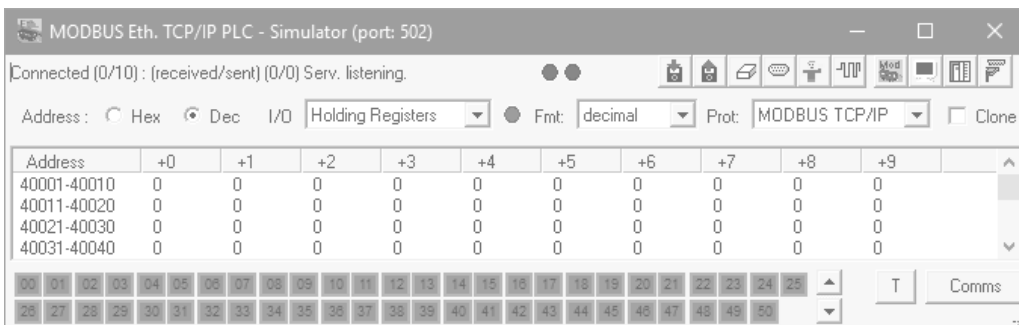 MODBUS Eth. TCP/IP PLC - Simulator (port: 502)
Connected (0/10) : (received/sent) (0/0) Serv. listening.
Mod
Address : Hex Dec I/O Holding Registers Fmt: decimal Prot: MODBUS TCP/IP Clone
Address +0 +1 +2 +3 +4 +5 +6 +7 +8 +9
40001-40010 0 0 0 0 0 0 0 0 0 0
40011-40020 0 0 0 0 0 0 0 0 0 0
40021-40030 0 0 0 0 0 0 0 0 0 0
40031-40040 0 0 0 0 0 0 0 0 0 0
00 01 02 03 04 05 06 07 08 09 10 11 12 13 14 15 16 17 18 19 20 21 22 23 24 25 T Comms
26 27 28 29 30 31 32 33 34 35 36 37 38 39 40 41 42 43 44 45 46 47 48 49 50